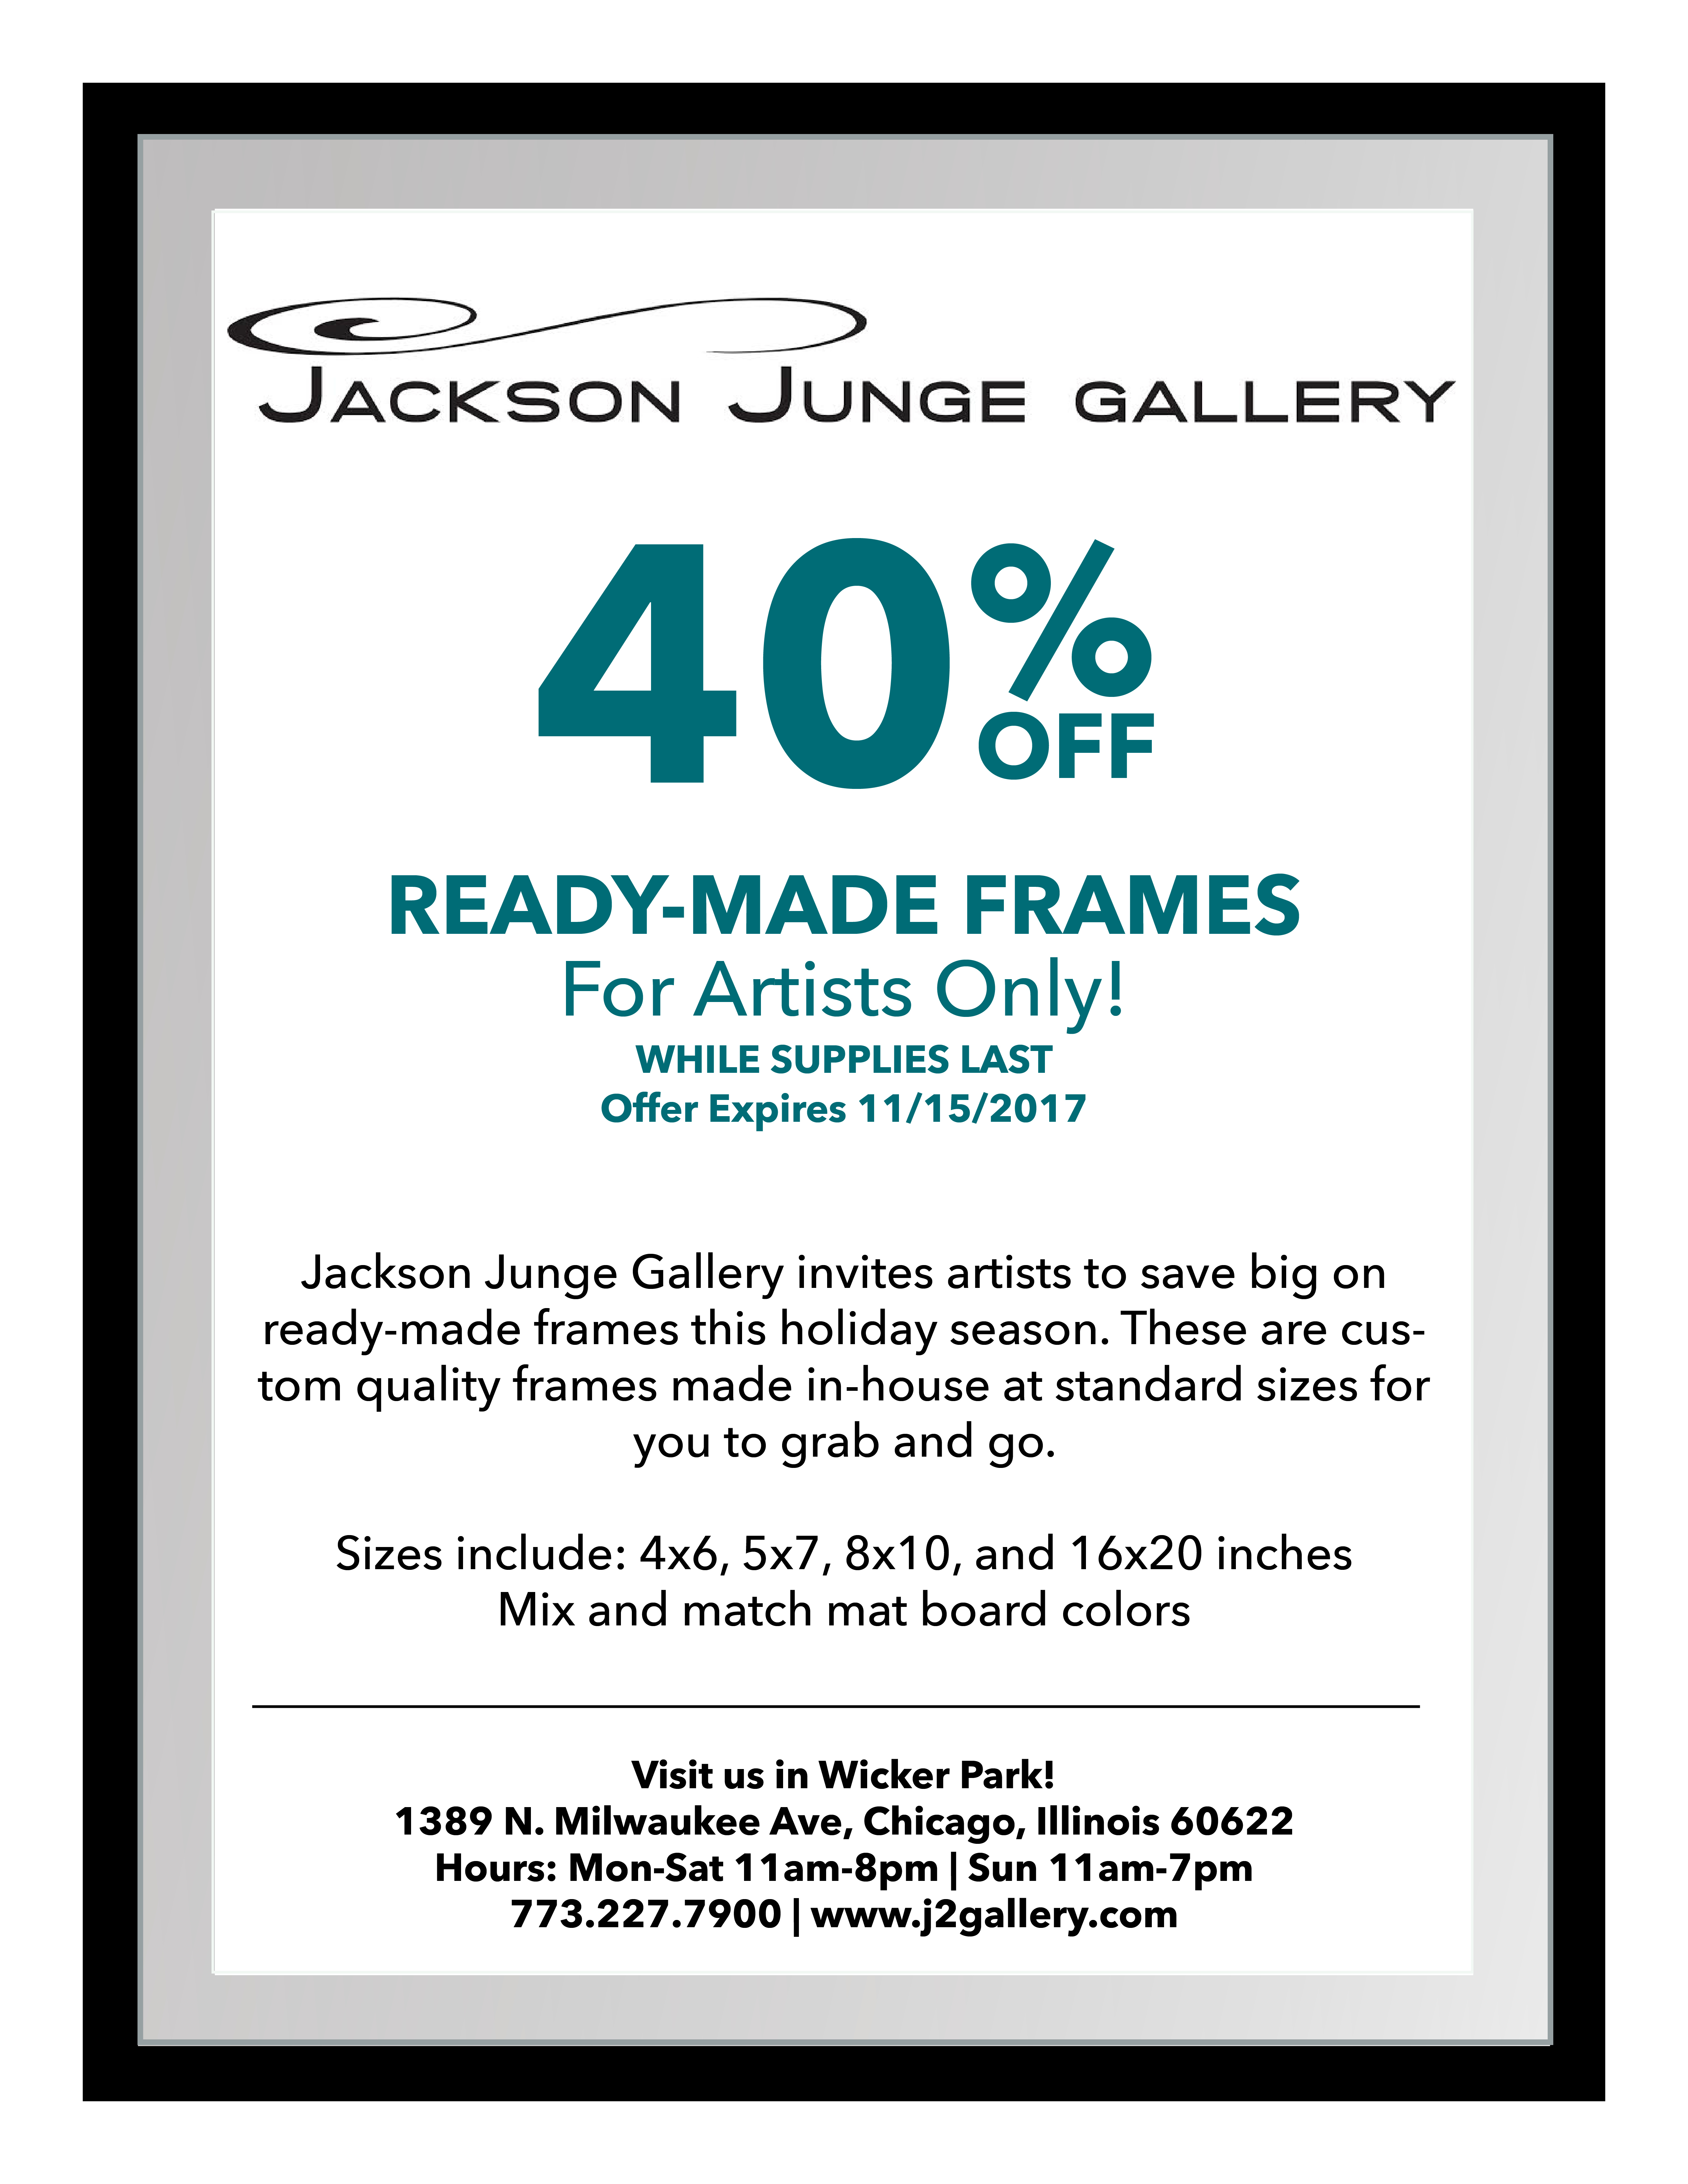 JACKSON JUNGE GALLERY
40%
OFF
READY-MADE FRAMES
For Artists Only!
WHILE SUPPLIES LAST
Offer Expires 11/15/2017
Jackson Junge Gallery invites artists to save big on
ready-made frames this holiday season. These are cus-
tom quality frames made in-house at standard sizes for
you to grab and go.
Sizes include: 4x6, 5x7, 8x10, and 16x20 inches
Mix and match mat board colors
Visit us in Wicker Park!
1389 N. Milwaukee Ave, Chicago, Illinois 60622
Hours: Mon-Sat 11am-8pm | Sun 11am-7pm
773.227.7900 | www.j2gallery.com